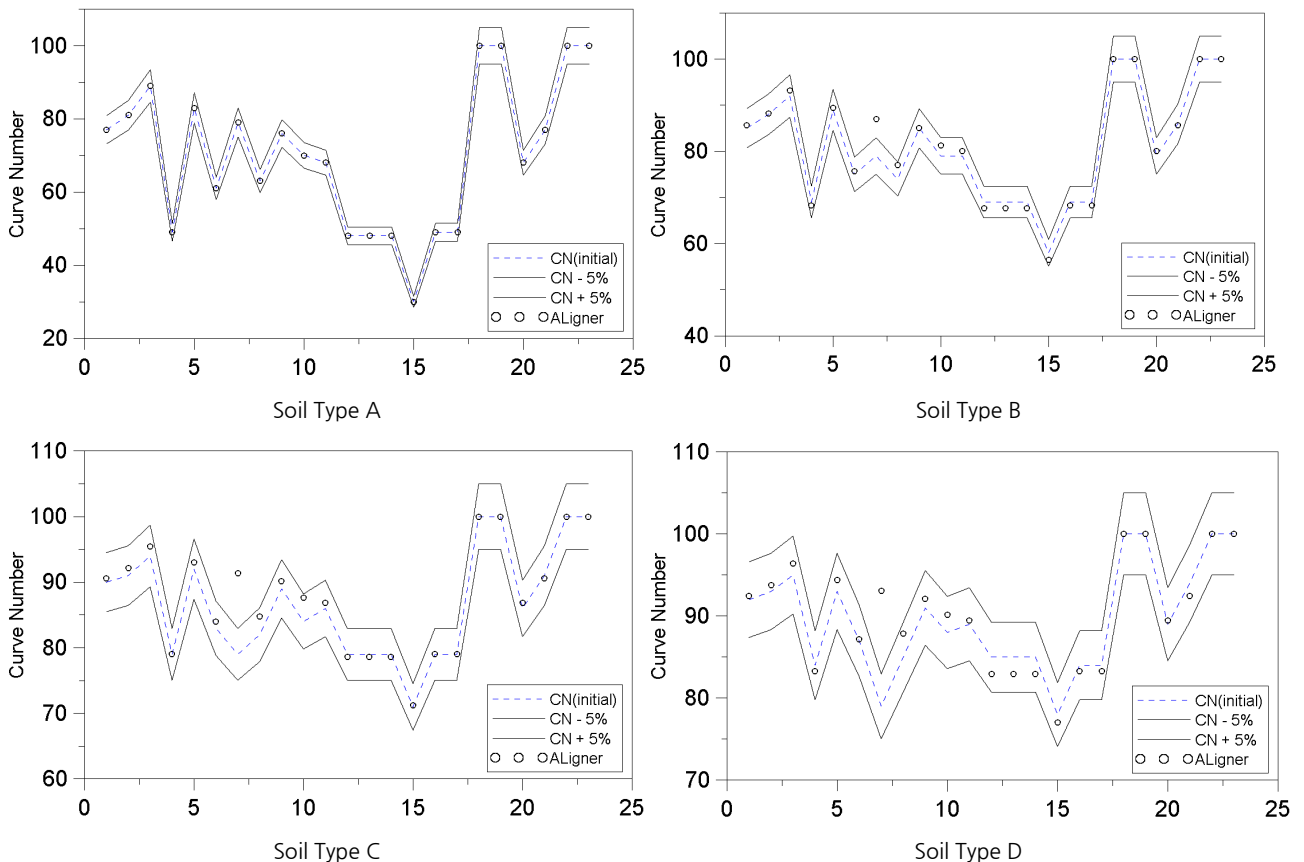 Curve Number
100
80
60
40
20
0
5
10
15
20
25
CN(initial)
CN - 5%
CN + 5%
ALigner
Soil Type A
Curve Number
100
80
60
40
0
5
10
15
20
25
CN(initial)
CN - 5%
CN + 5%
ALigner
Soil Type B
Curve Number
110
100
90
80
70
60
0
5
10
15
20
25
CN(initial)
CN - 5%
CN + 5%
ALigner
Soil Type C
Curve Number
110
100
90
80
70
0
5
10
15
20
25
CN(initial)
CN - 5%
CN + 5%
ALigner
Soil Type D